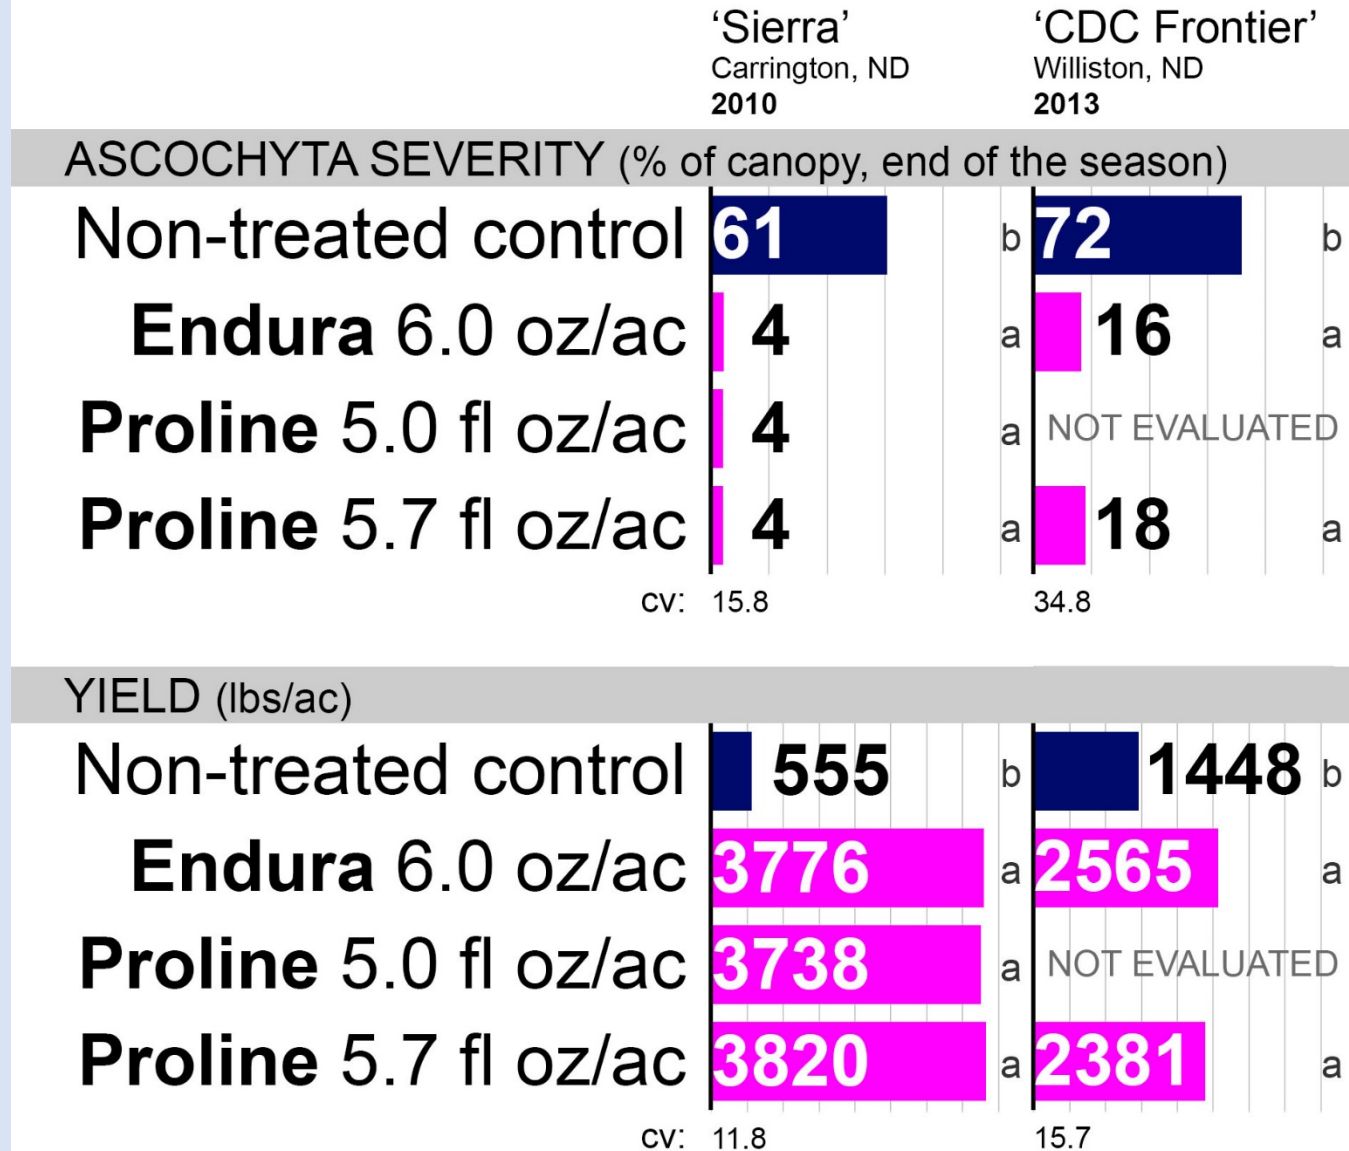 ‘Sierra’ ‘CDC Frontier’
Carrington, ND Williston, ND
2010 2013
ASCOCHYTA SEVERITY (% of canopy, end of the season)
Non-treated control 61 b 72 b
Endura 6.0 oz/ac 4 a 16 a
Proline 5.0 fl oz/ac 4 a NOT EVALUATED
Proline 5.7 fl oz/ac 4 a 18 a
cv: 15.8 34.8
YIELD (lbs/ac)
Non-treated control 555 b 1448 b
Endura 6.0 oz/ac 3776 a 2565 a
Proline 5.0 fl oz/ac 3738 a NOT EVALUATED
Proline 5.7 fl oz/ac 3820 a 2381 a
cv: 11.8 15.7